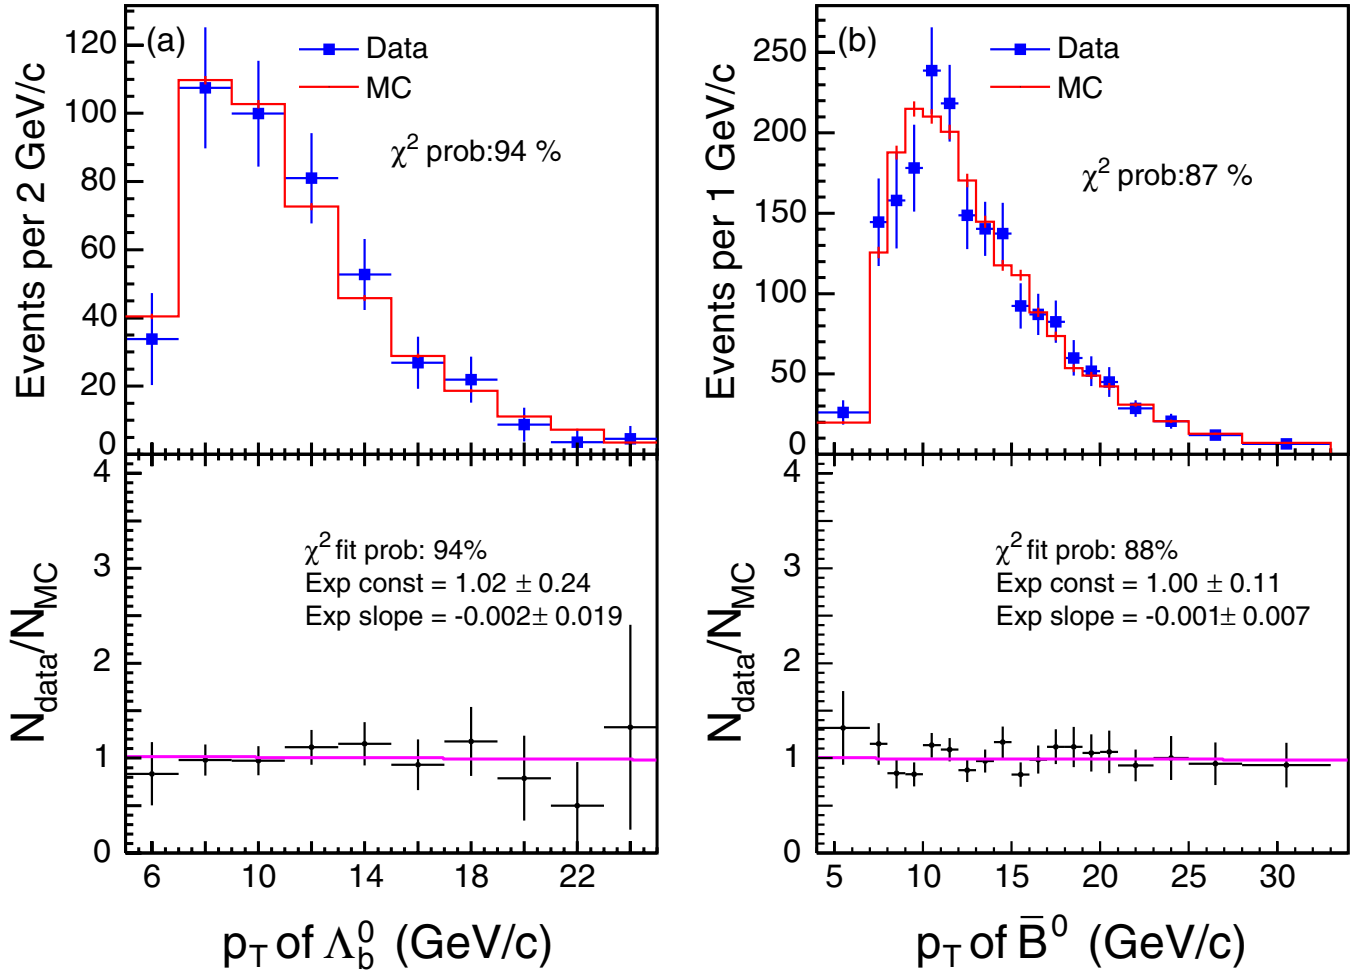 (a)
Data
MC
χ² prob:94 %
Events per 2 GeV/c
120
100
80
60
40
20
0
N_data/N_MC
4
3
2
1
0
χ² fit prob: 94%
Exp const = 1.02 ± 0.24
Exp slope = -0.002± 0.019
6 10 14 18 22
p_T of Λ_b^0 (GeV/c)
(b)
Data
MC
χ² prob:87 %
Events per 1 GeV/c
250
200
150
100
50
0
N_data/N_MC
4
3
2
1
0
χ² fit prob: 88%
Exp const = 1.00 ± 0.11
Exp slope = -0.001± 0.007
5 10 15 20 25 30
p_T of B̄^0 (GeV/c)